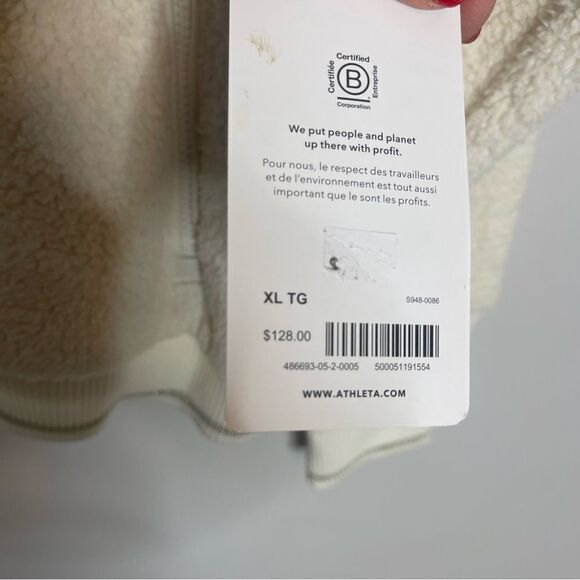 Certified
Certifiée
B
Entreprise
Corporation
We put people and planet
up there with profit.
Pour nous, le respect des travailleurs
et de l'environnement est tout aussi
important que le sont les profits.
XL TG
S948-0086
$128.00
486693-05-2-0005 500051191554
WWW.ATHLETA.COM